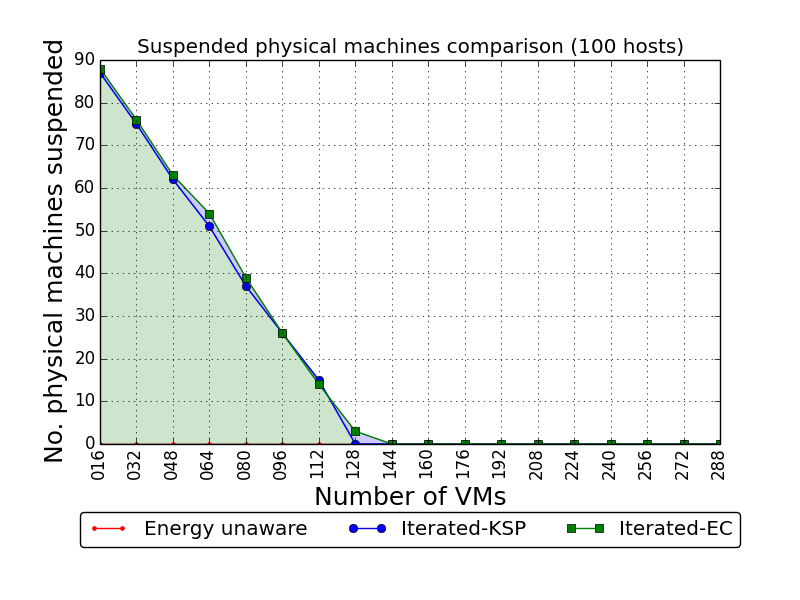 Suspended physical machines comparison (100 hosts)
No. physical machines suspended
90
80
70
60
50
40
30
20
10
0
016 032 048 064 080 096 112 128 144 160 176 192 208 224 240 256 272 288
Number of VMs
Energy unaware Iterated-KSP Iterated-EC